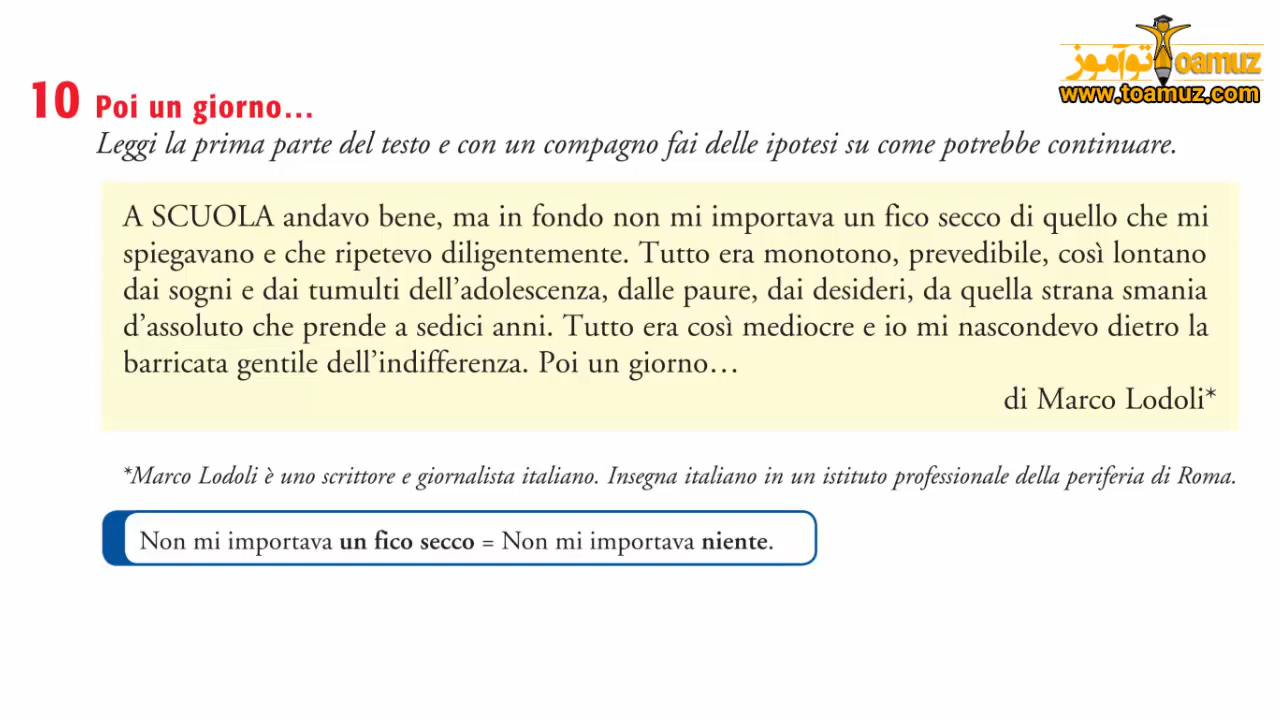 توآموز Toamuz
www.toamuz.com
10 Poi un giorno...
Leggi la prima parte del testo e con un compagno fai delle ipotesi su come potrebbe continuare.
A SCUOLA andavo bene, ma in fondo non mi importava un fico secco di quello che mi
spiegavano e che ripetevo diligentemente. Tutto era monotono, prevedibile, così lontano
dai sogni e dai tumulti dell'adolescenza, dalle paure, dai desideri, da quella strana smania
d'assoluto che prende a sedici anni. Tutto era così mediocre e io mi nascondevo dietro la
barricata gentile dell'indifferenza. Poi un giorno...
di Marco Lodoli*
*Marco Lodoli è uno scrittore e giornalista italiano. Insegna italiano in un istituto professionale della periferia di Roma.
Non mi importava un fico secco = Non mi importava niente.